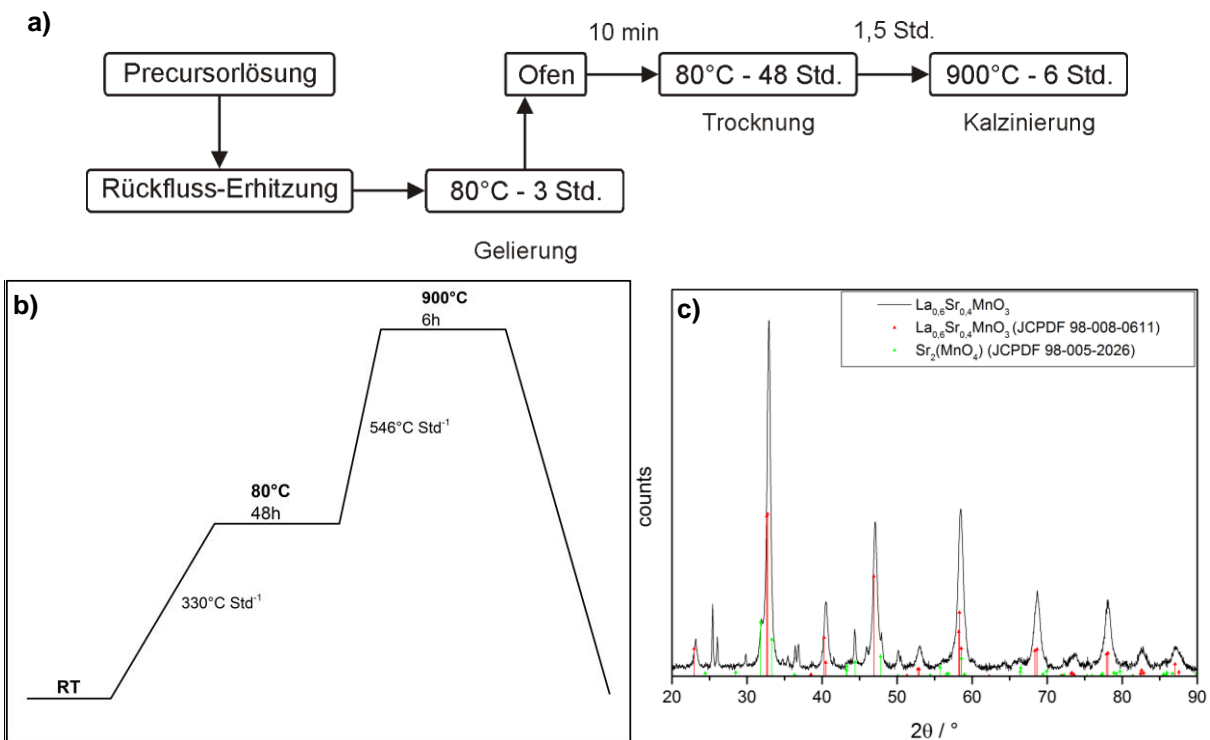 a)
10 min
1,5 Std.
Precursorlösung
Ofen
80°C - 48 Std.
900°C - 6 Std.
Trocknung
Kalzinierung
Rückfluss-Erhitzung
80°C - 3 Std.
Gelierung
b)
900°C
6h
546°C Std⁻¹
80°C
48h
330°C Std⁻¹
RT
c)
La₀,₆Sr₀,₄MnO₃
La₀,₆Sr₀,₄MnO₃ (JCPDF 98-008-0611)
Sr₂(MnO₄) (JCPDF 98-005-2026)
counts
20 30 40 50 60 70 80 90
2θ / °